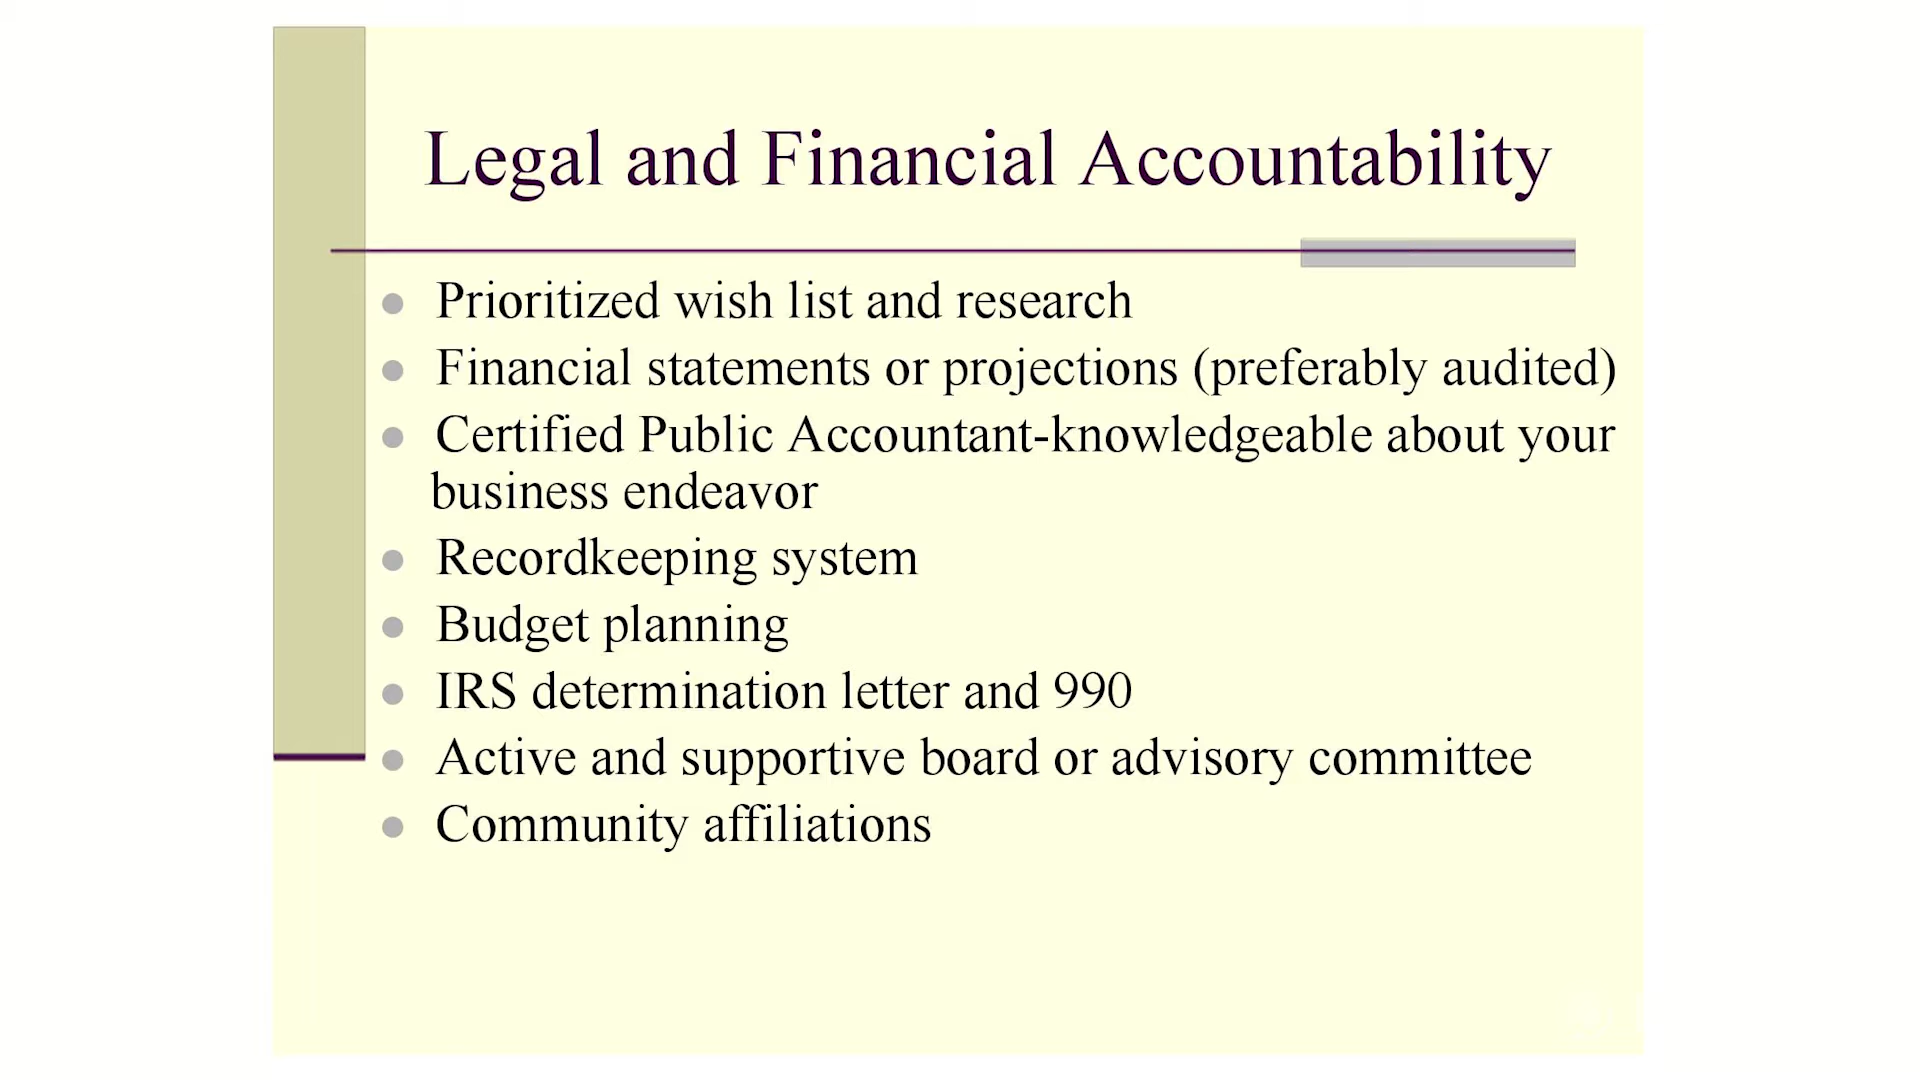 Legal and Financial Accountability
Prioritized wish list and research
Financial statements or projections (preferably audited)
Certified Public Accountant-knowledgeable about your
business endeavor
Recordkeeping system
Budget planning
IRS determination letter and 990
Active and supportive board or advisory committee
Community affiliations